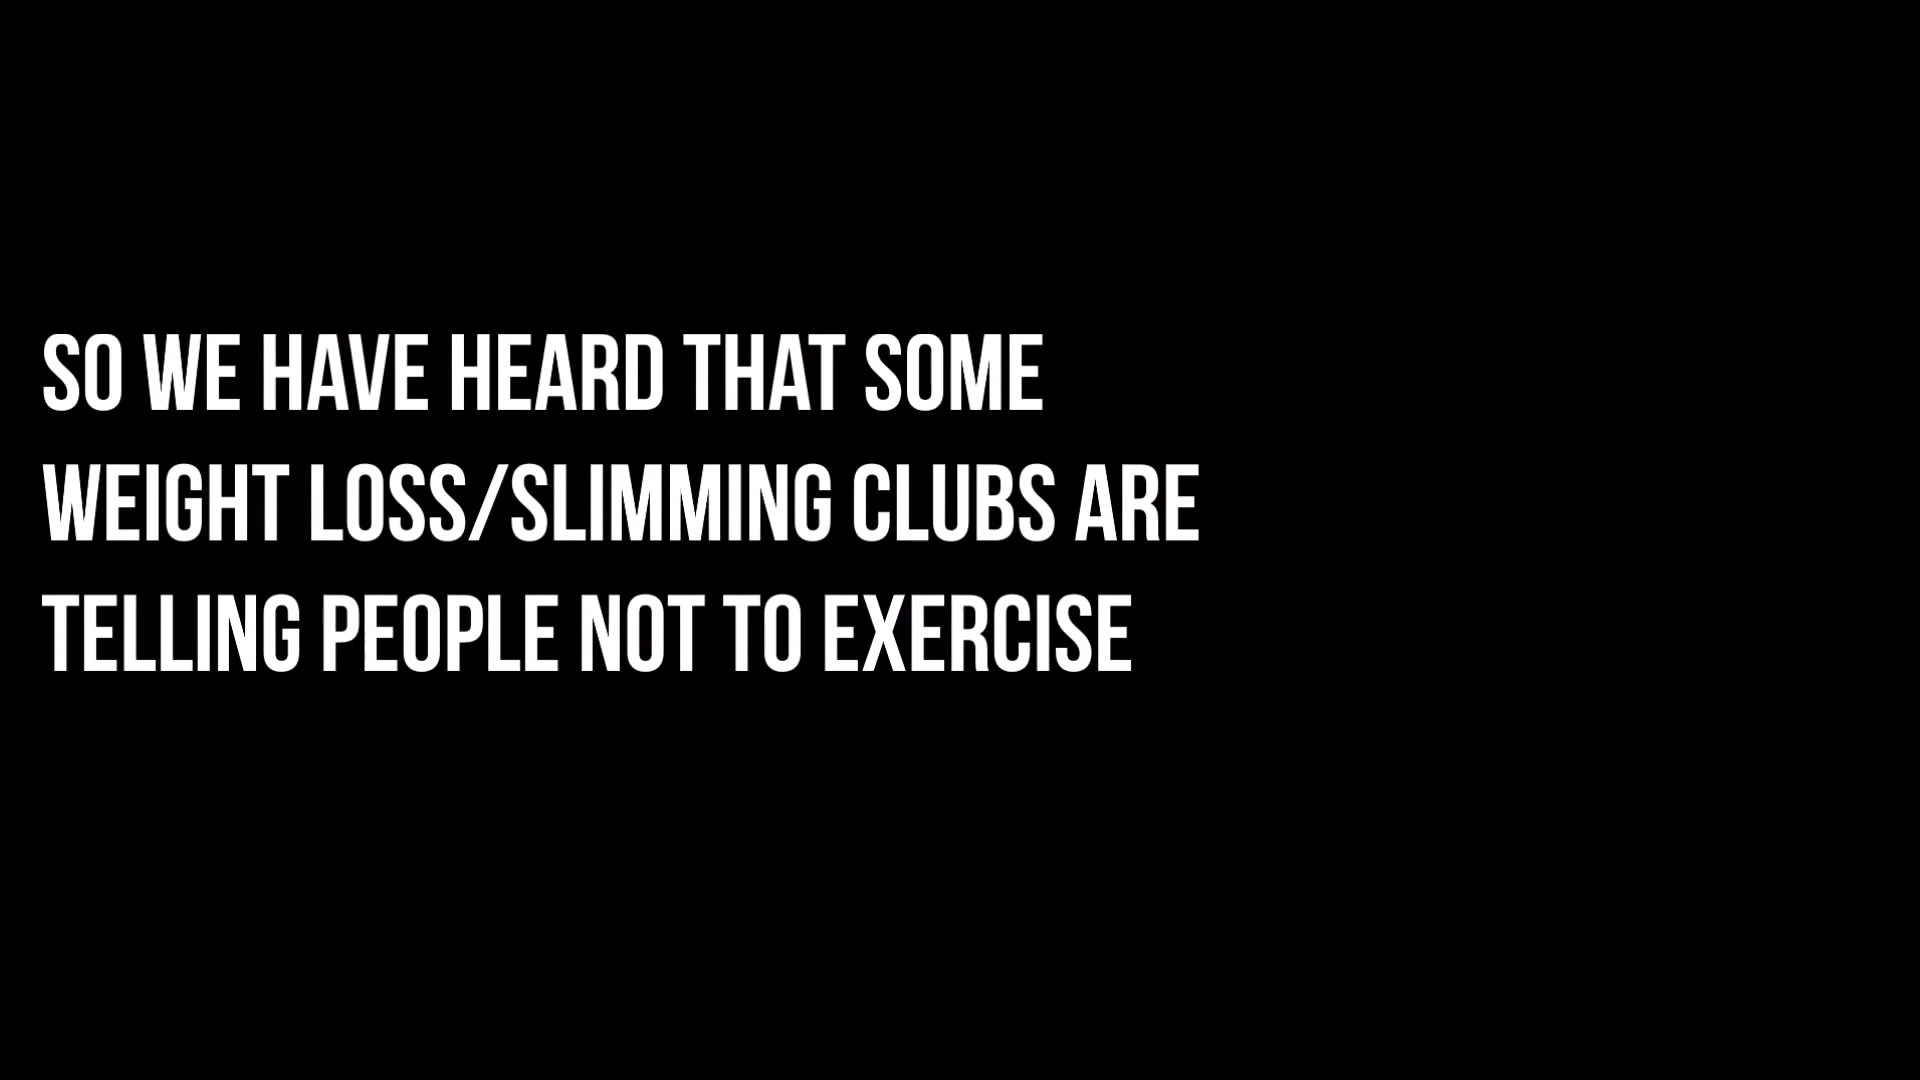 SO WE HAVE HEARD THAT SOME
WEIGHT LOSS/SLIMMING CLUBS ARE
TELLING PEOPLE NOT TO EXERCISE